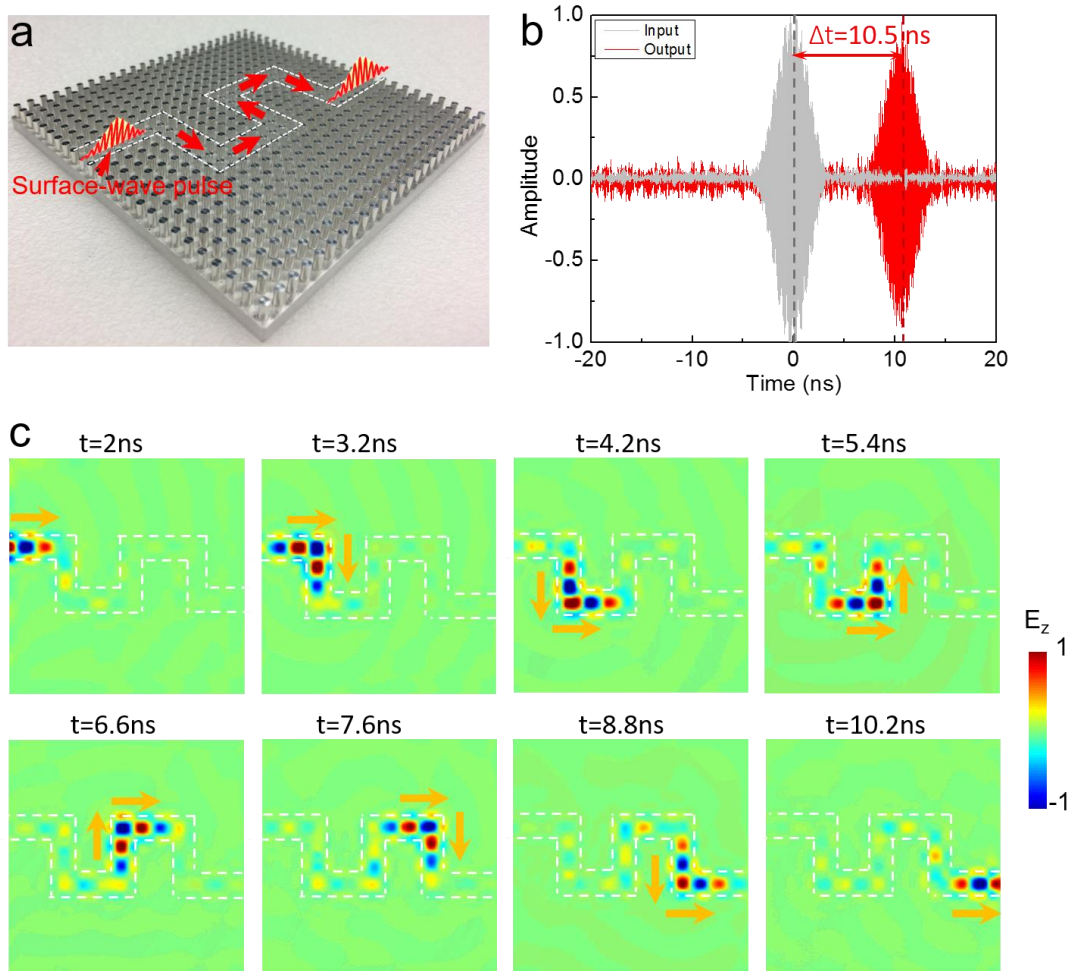 a
Surface-wave pulse
b
Input
Output
Δt=10.5 ns
Amplitude
1.0
0.5
0.0
-0.5
-1.0
-20 -10 0 10 20
Time (ns)
c
t=2ns t=3.2ns t=4.2ns t=5.4ns
t=6.6ns t=7.6ns t=8.8ns t=10.2ns
E_z
1
-1